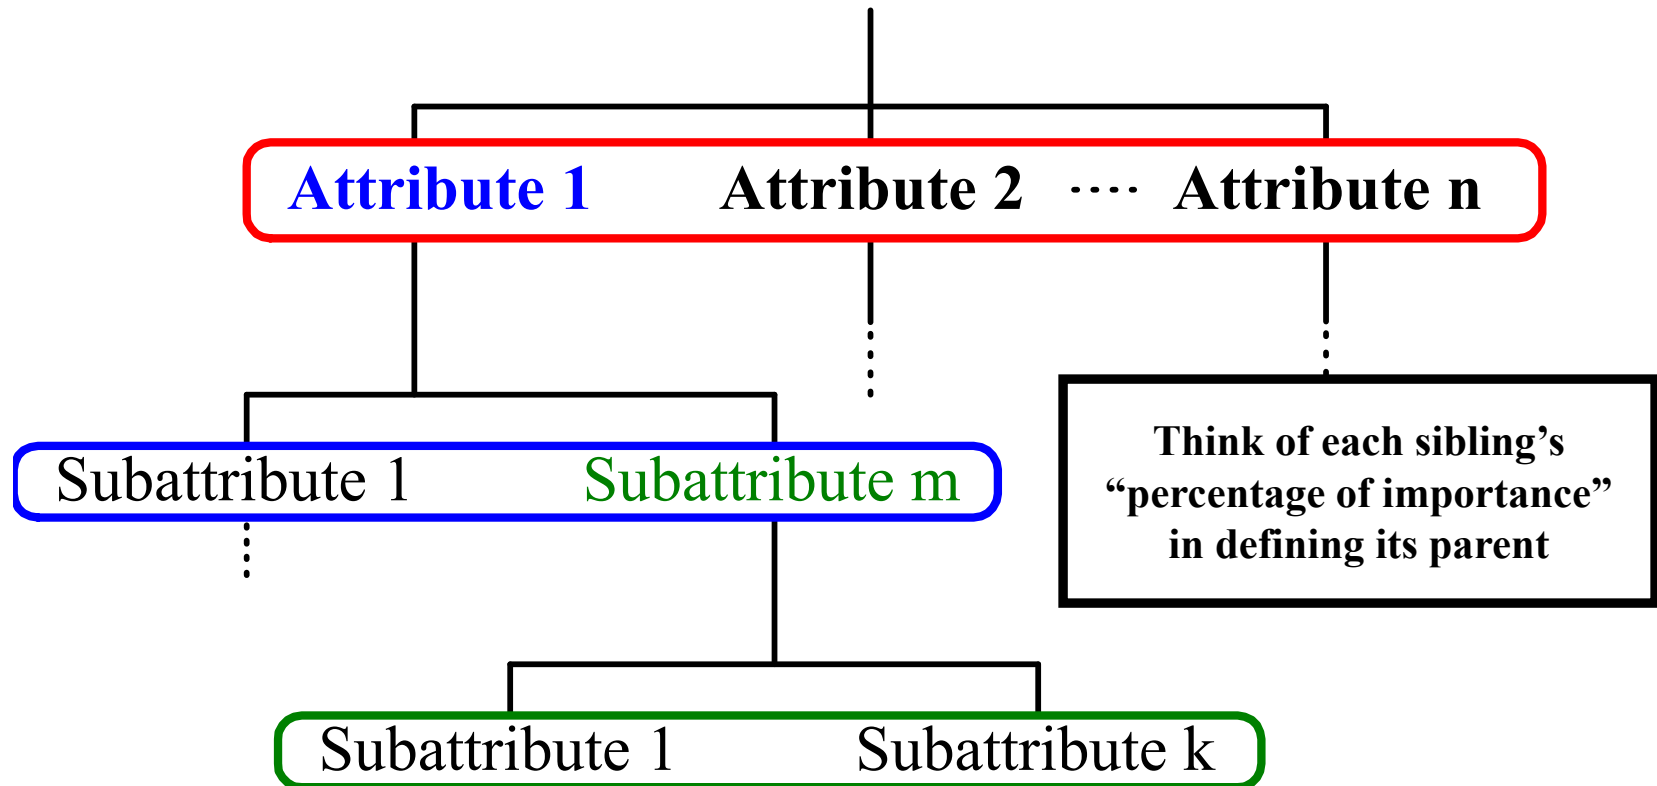 Attribute 1 Attribute 2 ···· Attribute n
Subattribute 1 Subattribute m
Think of each sibling’s
“percentage of importance”
in defining its parent
Subattribute 1 Subattribute k